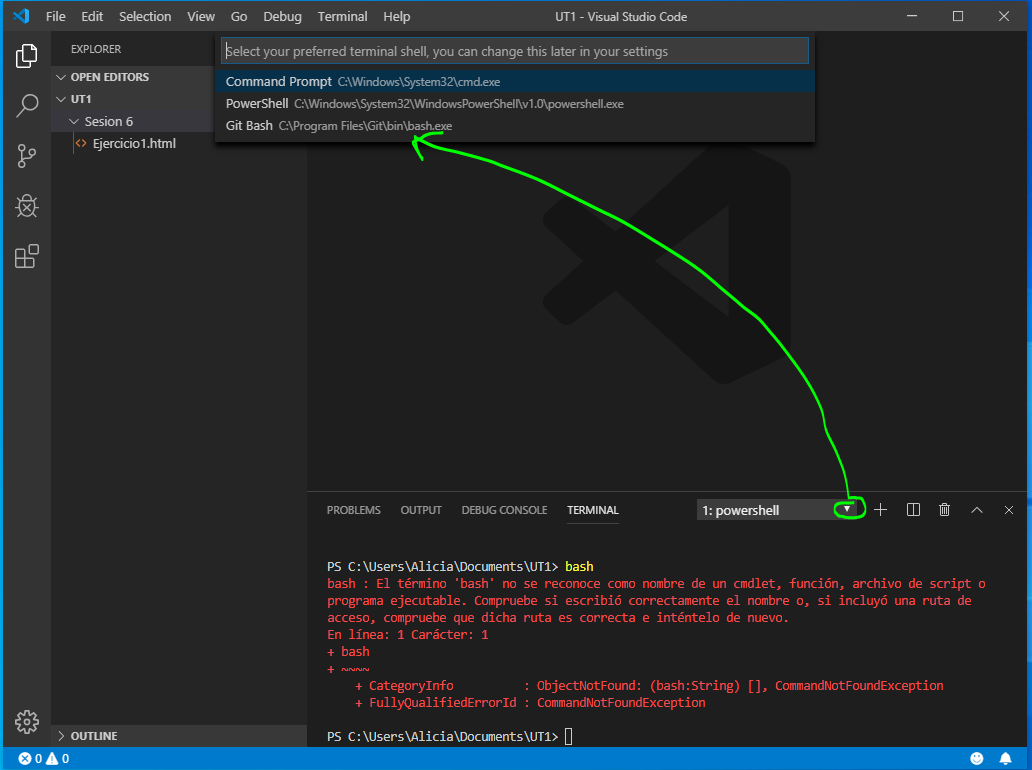 File Edit Selection View Go Debug Terminal Help UT1 - Visual Studio Code
EXPLORER
OPEN EDITORS
UT1
Sesion 6
Ejercicio1.html
Select your preferred terminal shell, you can change this later in your settings
Command Prompt C:\Windows\System32\cmd.exe
PowerShell C:\Windows\System32\WindowsPowerShell\v1.0\powershell.exe
Git Bash C:\Program Files\Git\bin\bash.exe
PROBLEMS OUTPUT DEBUG CONSOLE TERMINAL 1: powershell
PS C:\Users\Alicia\Documents\UT1> bash
bash : El término 'bash' no se reconoce como nombre de un cmdlet, función, archivo de script o
programa ejecutable. Compruebe si escribió correctamente el nombre o, si incluyó una ruta de
acceso, compruebe que dicha ruta es correcta e inténtelo de nuevo.
En línea: 1 Carácter: 1
+ bash
+ ~~~~
+ CategoryInfo : ObjectNotFound: (bash:String) [], CommandNotFoundException
+ FullyQualifiedErrorId : CommandNotFoundException
PS C:\Users\Alicia\Documents\UT1>
OUTLINE
0 0